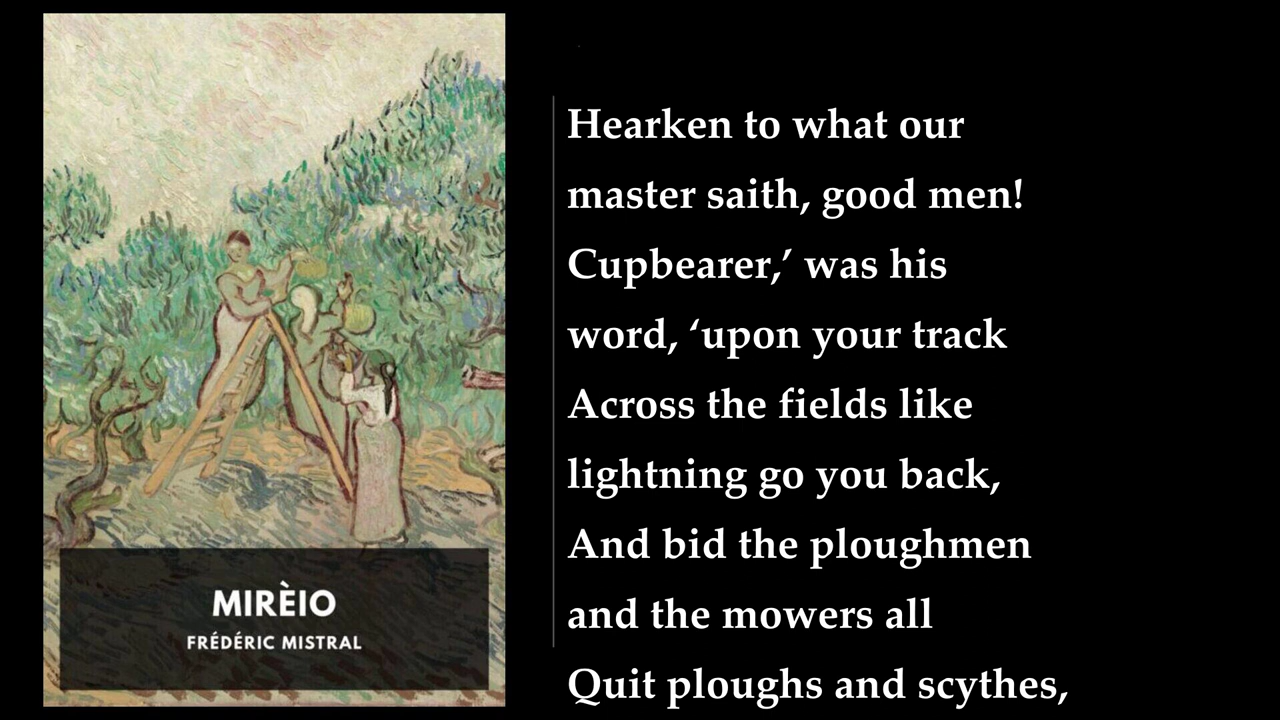 MIRÈIO
FRÉDÉRIC MISTRAL
Hearken to what our
master saith, good men!
Cupbearer,’ was his
word, ‘upon your track
Across the fields like
lightning go you back,
And bid the ploughmen
and the mowers all
Quit ploughs and scythes,